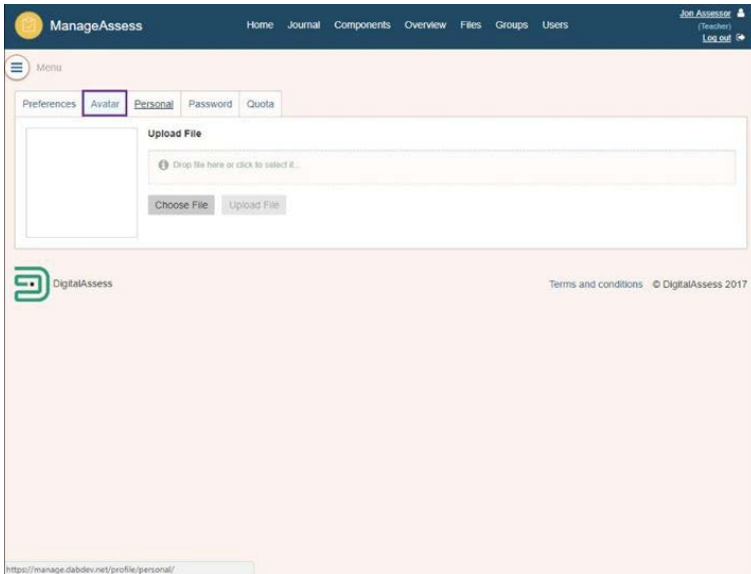 ManageAssess
Home Journal Components Overview Files Groups Users
Jon Assessor
(Teacher)
Log out
Menu
Preferences Avatar Personal Password Quota
Upload File
Drop file here or click to select it...
Choose File Upload File
DigitalAssess
Terms and conditions © DigitalAssess 2017
https://manage.dabdev.net/profile/personal/